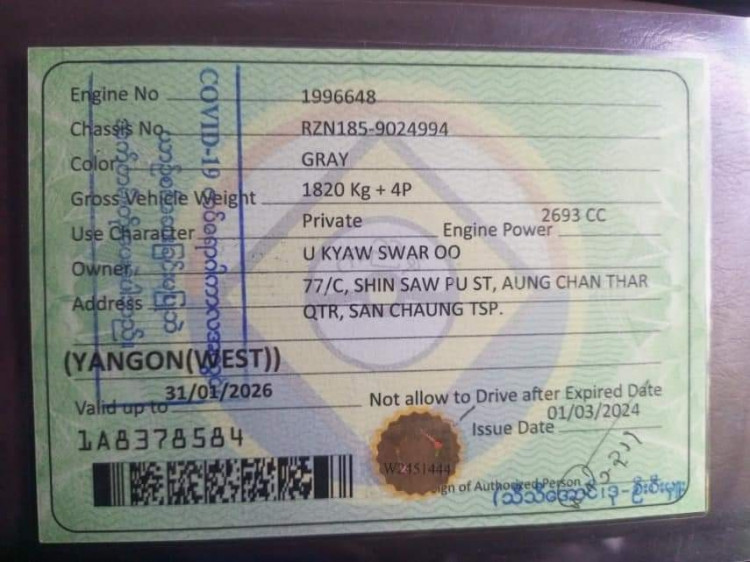 Engine No 1996648
Chassis No RZN185-9024994
Color GRAY
Gross Vehicle Weight 1820 Kg + 4P
Use Character Private Engine Power 2693 CC
Owner U KYAW SWAR OO
Address 77/C, SHIN SAW PU ST, AUNG CHAN THAR
QTR, SAN CHAUNG TSP.
(YANGON(WEST))
Valid up to 31/01/2026 Not allow to Drive after Expired Date
Issue Date 01/03/2024
1A8378584
W2451444
ign of Authorized Person
COVID-19